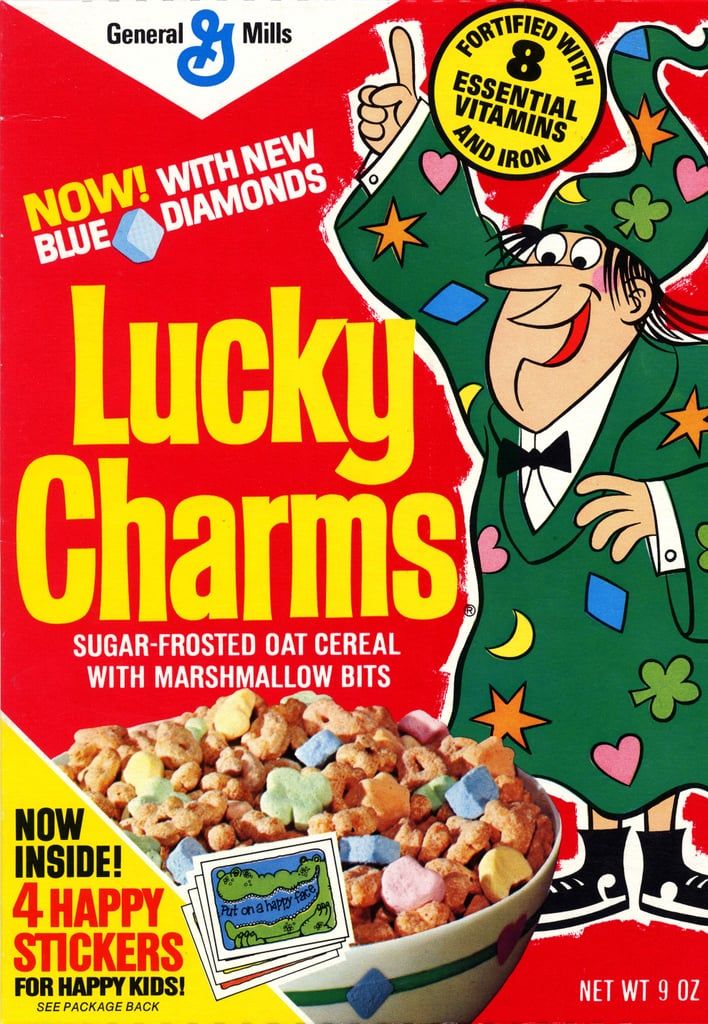 General Mills
FORTIFIED WITH
8
ESSENTIAL
VITAMINS
AND IRON
NOW! WITH NEW
BLUE DIAMONDS
Lucky
Charms®
SUGAR-FROSTED OAT CEREAL
WITH MARSHMALLOW BITS
NOW
INSIDE!
4 HAPPY
STICKERS
FOR HAPPY KIDS!
SEE PACKAGE BACK
Put on a happy face
NET WT 9 OZ